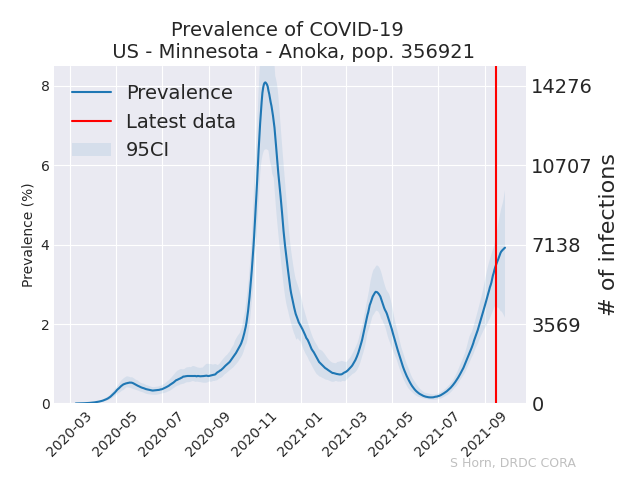 Prevalence of COVID-19
US - Minnesota - Anoka, pop. 356921
Prevalence
Latest data
95CI
Prevalence (%)
8
6
4
2
0
14276
10707
7138
3569
0
# of infections
2020-03
2020-05
2020-07
2020-09
2020-11
2021-01
2021-03
2021-05
2021-07
2021-09
S Horn, DRDC CORA